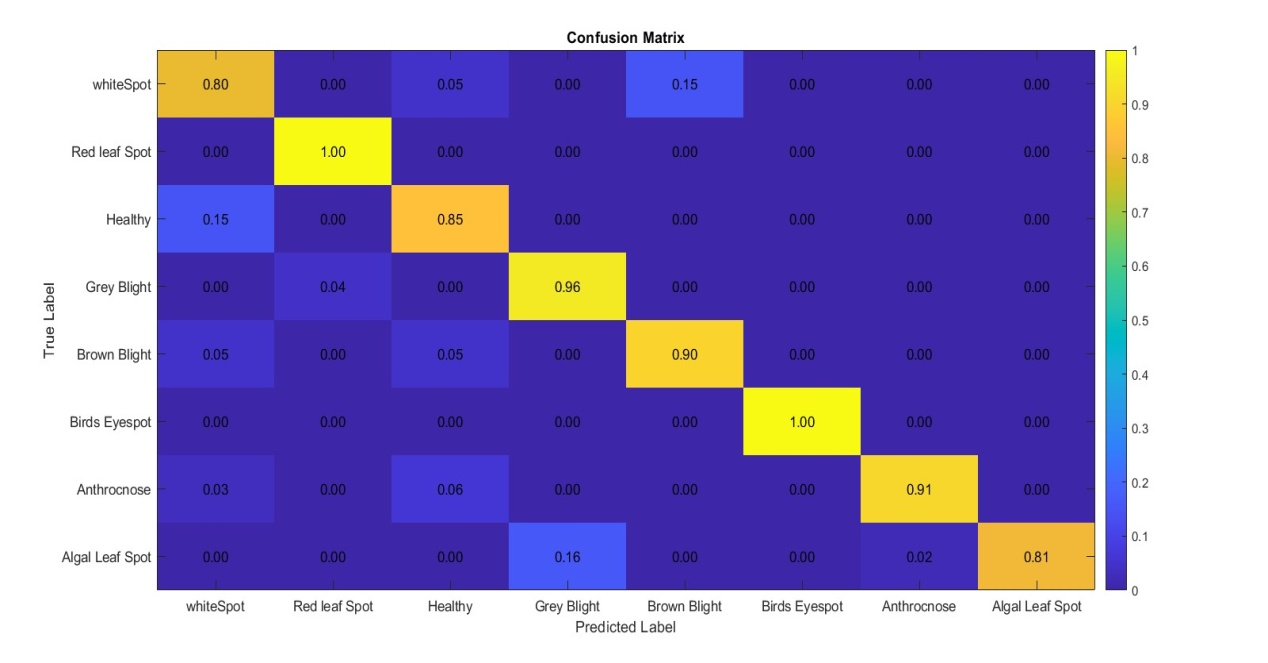 Confusion Matrix
whiteSpot 0.80 0.00 0.05 0.00 0.15 0.00 0.00 0.00
Red leaf Spot 0.00 1.00 0.00 0.00 0.00 0.00 0.00 0.00
Healthy 0.15 0.00 0.85 0.00 0.00 0.00 0.00 0.00
Grey Blight 0.00 0.04 0.00 0.96 0.00 0.00 0.00 0.00
Brown Blight 0.05 0.00 0.05 0.00 0.90 0.00 0.00 0.00
Birds Eyespot 0.00 0.00 0.00 0.00 0.00 1.00 0.00 0.00
Anthrocnose 0.03 0.00 0.06 0.00 0.00 0.00 0.91 0.00
Algal Leaf Spot 0.00 0.00 0.00 0.16 0.00 0.00 0.02 0.81
whiteSpot Red leaf Spot Healthy Grey Blight Brown Blight Birds Eyespot Anthrocnose Algal Leaf Spot
Predicted Label
True Label
1
0.9
0.8
0.7
0.6
0.5
0.4
0.3
0.2
0.1
0